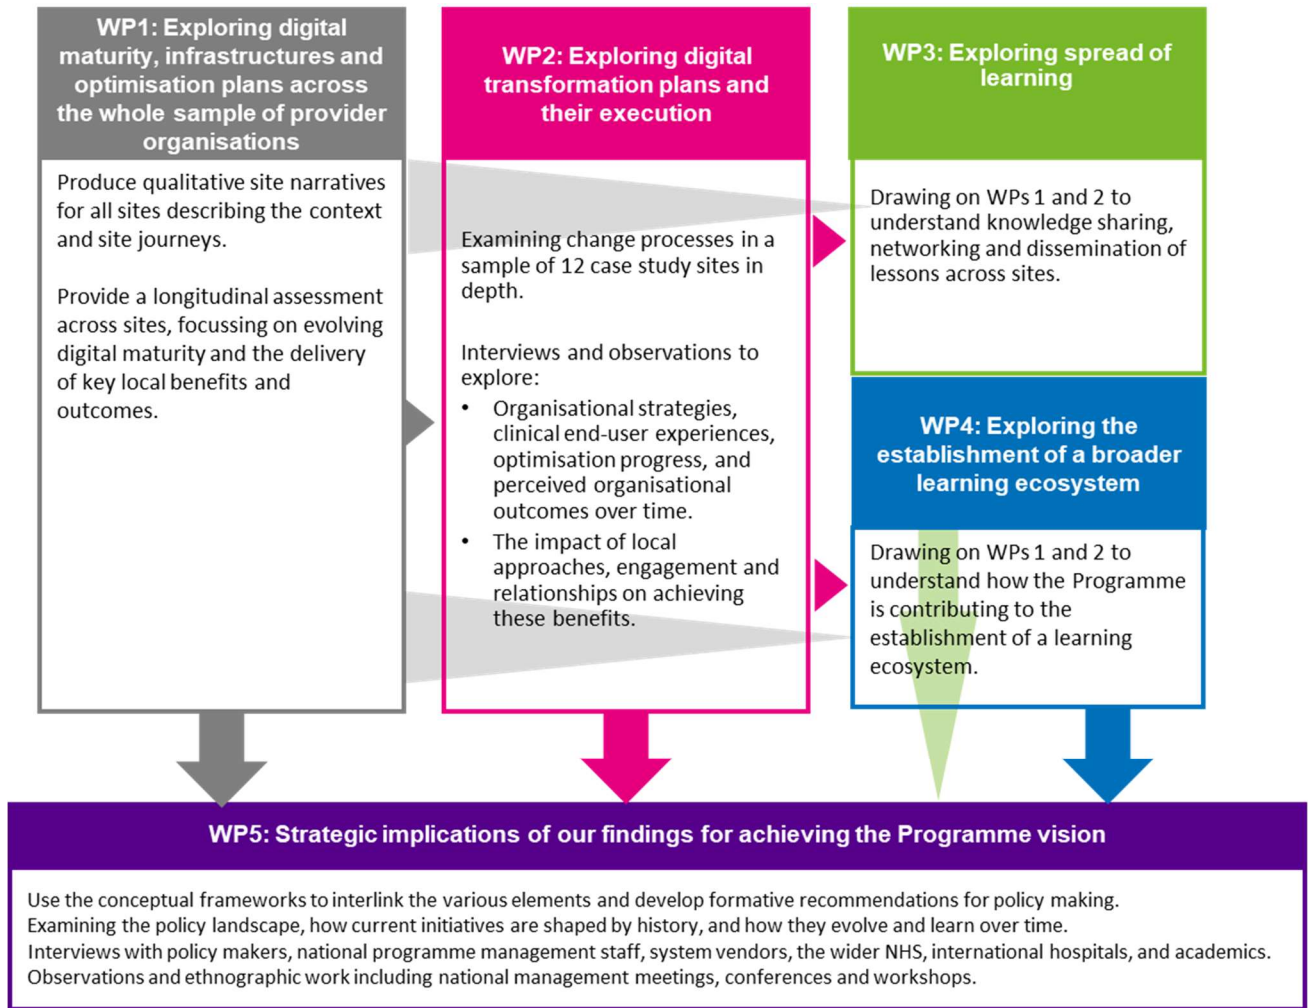 WP1: Exploring digital
maturity, infrastructures and
optimisation plans across
the whole sample of provider
organisations
Produce qualitative site narratives
for all sites describing the context
and site journeys.
Provide a longitudinal assessment
across sites, focussing on evolving
digital maturity and the delivery
of key local benefits and
outcomes.
WP2: Exploring digital
transformation plans and
their execution
Examining change processes in a
sample of 12 case study sites in
depth.
Interviews and observations to
explore:
• Organisational strategies,
clinical end-user experiences,
optimisation progress, and
perceived organisational
outcomes over time.
• The impact of local
approaches, engagement and
relationships on achieving
these benefits.
WP3: Exploring spread of
learning
Drawing on WPs 1 and 2 to
understand knowledge sharing,
networking and dissemination of
lessons across sites.
WP4: Exploring the
establishment of a broader
learning ecosystem
Drawing on WPs 1 and 2 to
understand how the Programme
is contributing to the
establishment of a learning
ecosystem.
WP5: Strategic implications of our findings for achieving the Programme vision
Use the conceptual frameworks to interlink the various elements and develop formative recommendations for policy making.
Examining the policy landscape, how current initiatives are shaped by history, and how they evolve and learn over time.
Interviews with policy makers, national programme management staff, system vendors, the wider NHS, international hospitals, and academics.
Observations and ethnographic work including national management meetings, conferences and workshops.